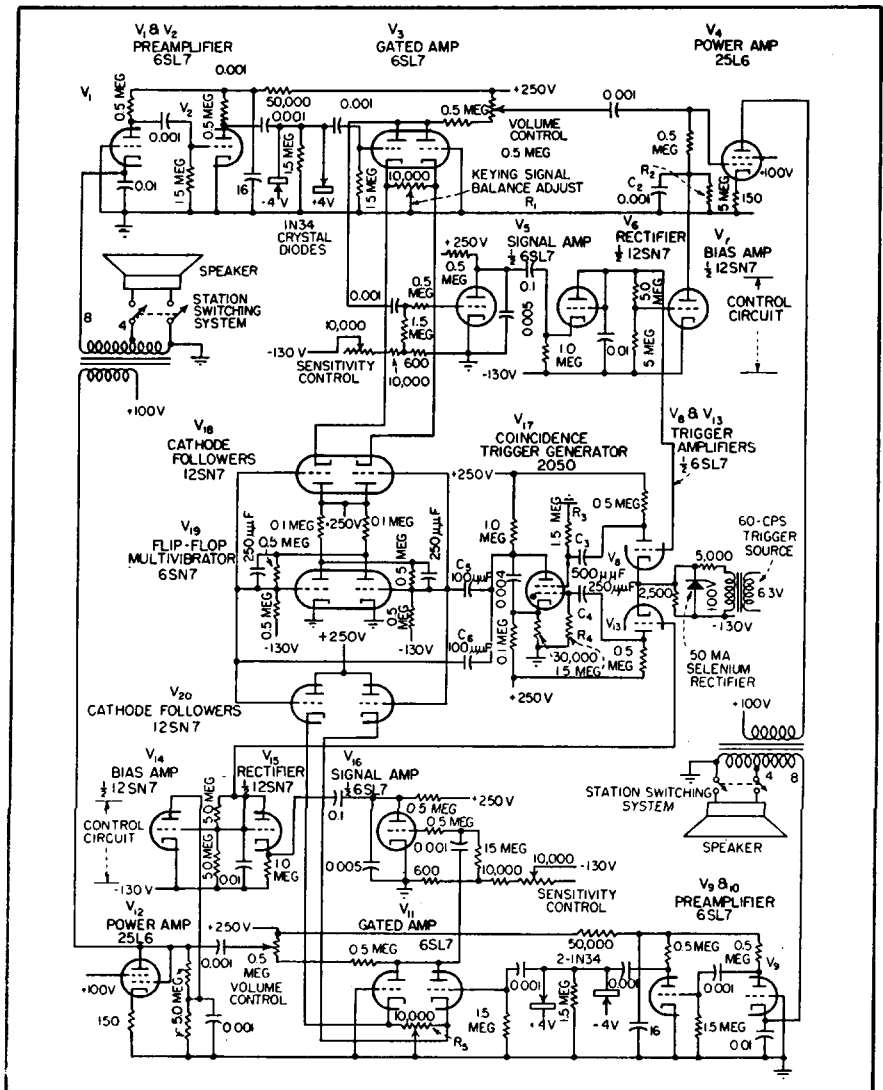 V1 & V2
PREAMPLIFIER
6SL7
V3
GATED AMP
6SL7
V4
POWER AMP
25L6
V1
0.5 MEG
0.001
V2
0.5 MEG
0.001
50,000
0.001
0.001
+250V
0.5 MEG
VOLUME
CONTROL
0.5 MEG
0.001
0.5
MEG
+100V
0.01
1.5 MEG
16
1.5 MEG
-4V
+4V
1.5 MEG
10,000
KEYING SIGNAL
BALANCE ADJUST
R1
R2
C2
0.001
.5 MEG
150
1N34
CRYSTAL
DIODES
SPEAKER
STATION
SWITCHING
SYSTEM
8
4
+100V
V5
SIGNAL AMP
½ 6SL7
+250V
0.5
MEG
0.1
V6
RECTIFIER
½ 12SN7
V7
BIAS AMP
½ 12SN7
CONTROL
CIRCUIT
0.001
0.5
MEG
1.5
MEG
0.005
5.0
MEG
0.01
1.0
MEG
.5 MEG
10,000
-130V
600
SENSITIVITY
CONTROL
10,000
-130V
V18
CATHODE
FOLLOWERS
12SN7
V17
COINCIDENCE
TRIGGER GENERATOR
2050
V8 & V13
TRIGGER
AMPLIFIERS
½ 6SL7
+250V
V19
FLIP-FLOP
MULTIVIBRATOR
6SN7
250μμF
0.1 MEG
+250V
0.1 MEG
0.5 MEG
250μμF
0.5 MEG
C5
100μμF
0.5 MEG
-130V
0.5 MEG
-130V
C6
100μμF
+250V
1.0
MEG
0.004
0.1 MEG
1.5 MEG
R3
C3
500μμF
250μμF
C4
R4
30,000
1.5 MEG
0.5 MEG
V8
V13
2,500
0.5
MEG
+250V
5,000
100V
60-CPS
TRIGGER
SOURCE
6.3V
-130V
50 MA
SELENIUM
RECTIFIER
V20
CATHODE FOLLOWERS
12SN7
+100V
8
4
STATION SWITCHING
SYSTEM
SPEAKER
V14
BIAS AMP
½ 12SN7
V15
RECTIFIER
½ 12SN7
V16
SIGNAL AMP
½ 6SL7
CONTROL
CIRCUIT
5.0 MEG
5.0 MEG
0.01
1.0
MEG
0.1
0.005
0.5 MEG
0.5 MEG
+250V
0.001
15 MEG
600
10,000
10,000
-130V
SENSITIVITY
CONTROL
-130V
V12
POWER AMP
25L6
+250V
0.001
0.5
MEG
VOLUME
CONTROL
V11
GATED AMP
6SL7
0.5 MEG
V9 & 10
PREAMPLIFIER
6SL7
50,000
2-1N34
0.5 MEG
0.5
MEG
V9
+100V
150
5.0 MEG
0.001
10,000
R5
1.5
MEG
0.001
+4V
1.5 MEG
-4V
0.001
16
0.001
1.5 MEG
0.01